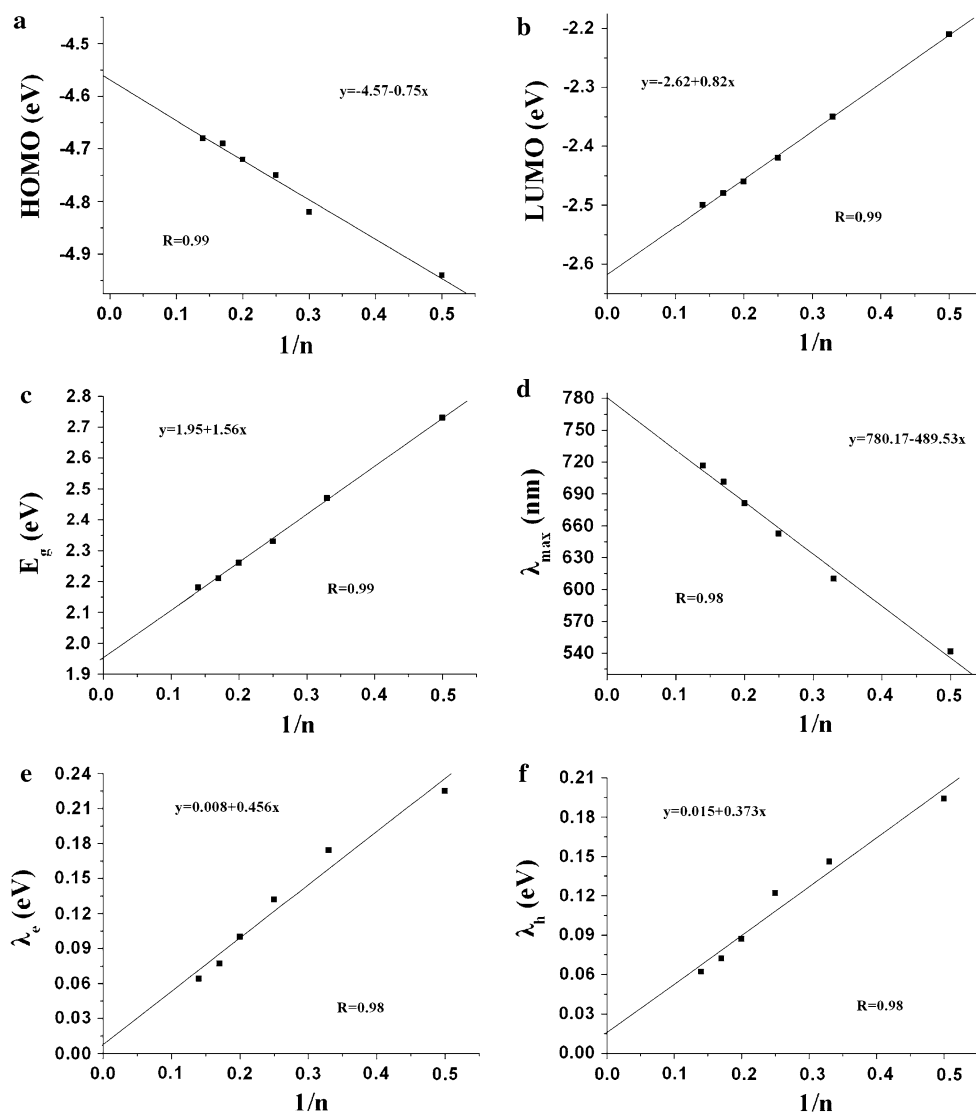 a
HOMO (eV)
-4.5
-4.6
-4.7
-4.8
-4.9
y=-4.57-0.75x
R=0.99
0.0 0.1 0.2 0.3 0.4 0.5
1/n
b
LUMO (eV)
-2.2
-2.3
-2.4
-2.5
-2.6
y=-2.62+0.82x
R=0.99
0.0 0.1 0.2 0.3 0.4 0.5
1/n
c
E_g (eV)
2.8
2.7
2.6
2.5
2.4
2.3
2.2
2.1
2.0
1.9
y=1.95+1.56x
R=0.99
0.0 0.1 0.2 0.3 0.4 0.5
1/n
d
λ_max (nm)
780
750
720
690
660
630
600
570
540
y=780.17-489.53x
R=0.98
0.0 0.1 0.2 0.3 0.4 0.5
1/n
e
λ_e (eV)
0.24
0.21
0.18
0.15
0.12
0.09
0.06
0.03
0.00
y=0.008+0.456x
R=0.98
0.0 0.1 0.2 0.3 0.4 0.5
1/n
f
λ_h (eV)
0.21
0.18
0.15
0.12
0.09
0.06
0.03
0.00
y=0.015+0.373x
R=0.98
0.0 0.1 0.2 0.3 0.4 0.5
1/n